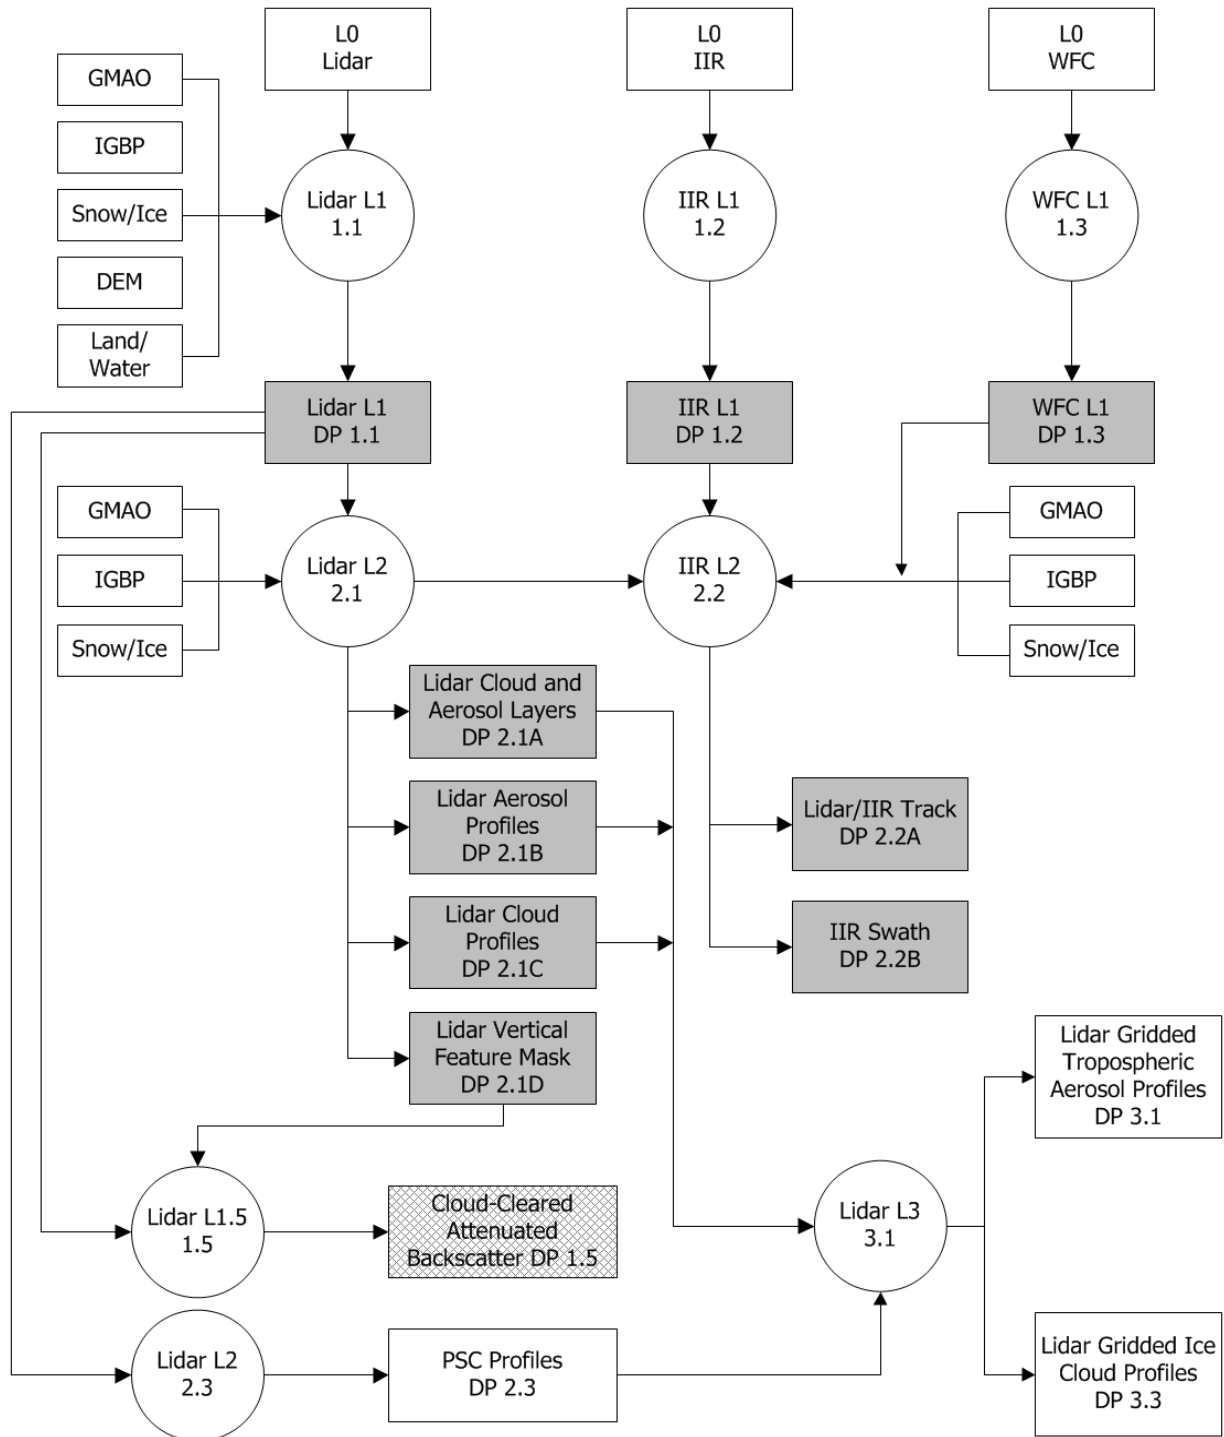 L0
Lidar
L0
IIR
L0
WFC
GMAO
IGBP
Snow/Ice
DEM
Land/
Water
Lidar L1
1.1
IIR L1
1.2
WFC L1
1.3
Lidar L1
DP 1.1
IIR L1
DP 1.2
WFC L1
DP 1.3
GMAO
IGBP
Snow/Ice
Lidar L2
2.1
IIR L2
2.2
GMAO
IGBP
Snow/Ice
Lidar Cloud and
Aerosol Layers
DP 2.1A
Lidar Aerosol
Profiles
DP 2.1B
Lidar Cloud
Profiles
DP 2.1C
Lidar Vertical
Feature Mask
DP 2.1D
Lidar/IIR Track
DP 2.2A
IIR Swath
DP 2.2B
Lidar Gridded
Tropospheric
Aerosol Profiles
DP 3.1
Lidar L1.5
1.5
Cloud-Cleared
Attenuated
Backscatter DP 1.5
Lidar L3
3.1
Lidar L2
2.3
PSC Profiles
DP 2.3
Lidar Gridded Ice
Cloud Profiles
DP 3.3